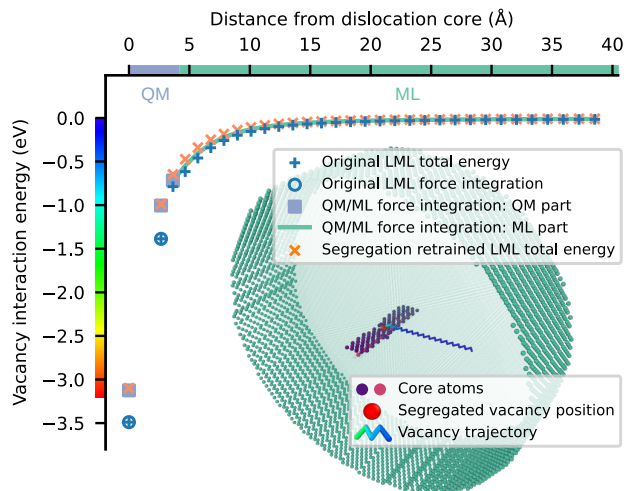 Distance from dislocation core (Å)
0 5 10 15 20 25 30 35 40
QM ML
Vacancy interaction energy (eV)
0.0
−0.5
−1.0
−1.5
−2.0
−2.5
−3.0
−3.5
Original LML total energy
Original LML force integration
QM/ML force integration: QM part
QM/ML force integration: ML part
Segregation retrained LML total energy
Core atoms
Segregated vacancy position
Vacancy trajectory